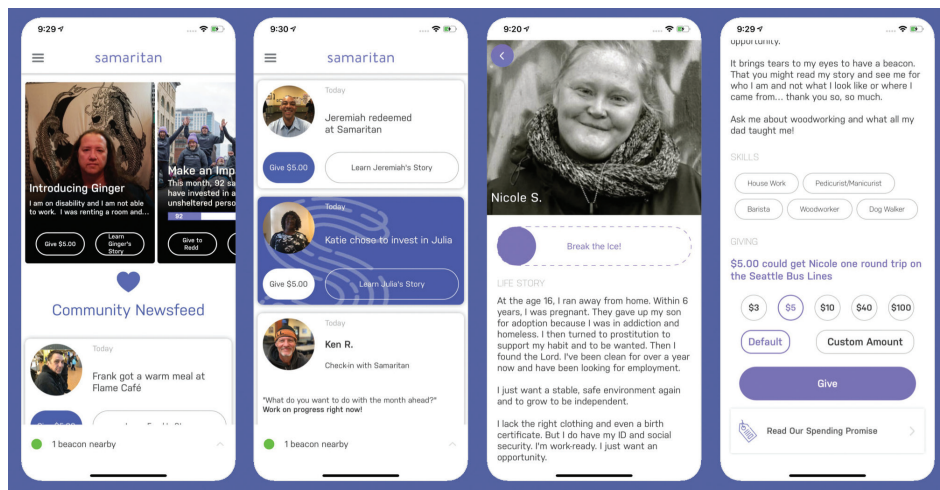 9:29
samaritan
Introducing Ginger
I am on disability and I am not able
to work. I was renting a room and...
Give $5.00
Learn
Ginger's
Story
Make an Imp
This month, 92 sa
have invested in a
unsheltered perso
92
Give to
Redd
Community Newsfeed
Today
Frank got a warm meal at
Flame Café
1 beacon nearby
9:30
samaritan
Today
Jeremiah redeemed
at Samaritan
Give $5.00
Learn Jeremiah's Story
Today
Katie chose to invest in Julia
Give $5.00
Learn Julia's Story
Today
Ken R.
Check-in with Samaritan
"What do you want to do with the month ahead?"
Work on progress right now!
1 beacon nearby
9:20
Nicole S.
Break the Ice!
LIFE STORY
At the age 16, I ran away from home. Within 6
years, I was pregnant. They gave up my son
for adoption because I was in addiction and
homeless. I then turned to prostitution to
support my habit and to be wanted. Then I
found the Lord. I've been clean for over a year
now and have been looking for employment.
I just want a stable, safe environment again
and to grow to be independent.
I lack the right clothing and even a birth
certificate. But I do have my ID and social
security. I'm work-ready. I just want an
opportunity.
9:29
opportunity.
It brings tears to my eyes to have a beacon.
That you might read my story and see me for
who I am and not what I look like or where I
came from... thank you so, so much.
Ask me about woodworking and what all my
dad taught me!
SKILLS
House Work
Pedicurist/Manicurist
Barista
Woodworker
Dog Walker
GIVING
$5.00 could get Nicole one round trip on
the Seattle Bus Lines
$3
$5
$10
$40
$100
Default
Custom Amount
Give
Read Our Spending Promise